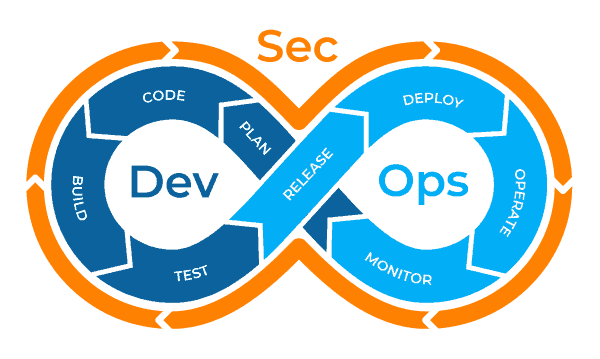 Sec
Dev
Ops
PLAN
CODE
BUILD
TEST
RELEASE
DEPLOY
OPERATE
MONITOR